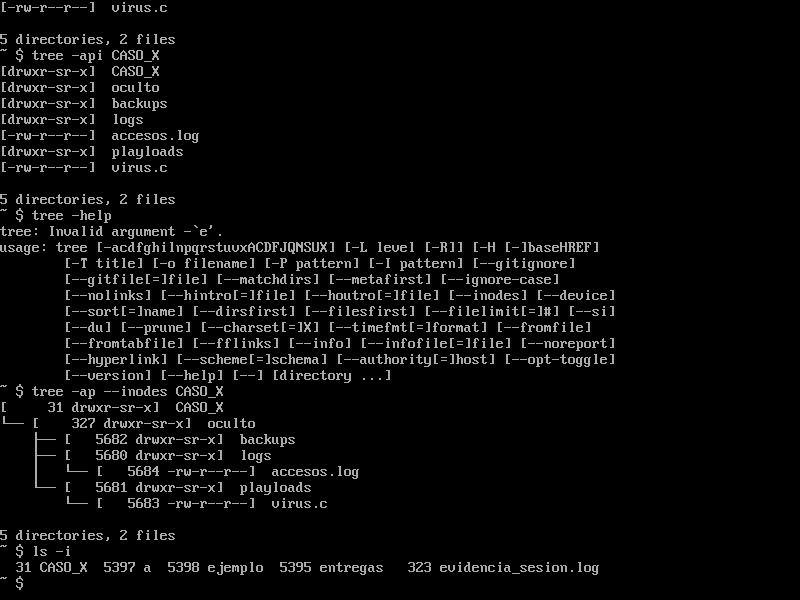 [-rw-r--r--]  virus.c

5 directories, 2 files
~ $ tree -api CASO_X
[drwxr-sr-x]  CASO_X
[drwxr-sr-x]  oculto
[drwxr-sr-x]  backups
[drwxr-sr-x]  logs
[-rw-r--r--]  accesos.log
[drwxr-sr-x]  playloads
[-rw-r--r--]  virus.c

5 directories, 2 files
~ $ tree -help
tree: Invalid argument -`e'.
usage: tree [-acdfghilnpqrstuvxACDFJQNSUX] [-L level [-R]] [-H [-]baseHREF]
        [-T title] [-o filename] [-P pattern] [-I pattern] [--gitignore]
        [--gitfile[=]file] [--matchdirs] [--metafirst] [--ignore-case]
        [--nolinks] [--hintro[=]file] [--houtro[=]file] [--inodes] [--device]
        [--sort[=]name] [--dirsfirst] [--filesfirst] [--filelimit[=]#] [--si]
        [--du] [--prune] [--charset[=]X] [--timefmt[=]format] [--fromfile]
        [--fromtabfile] [--fflinks] [--info] [--infofile[=]file] [--noreport]
        [--hyperlink] [--scheme[=]schema] [--authority[=]host] [--opt-toggle]
        [--version] [--help] [--] [directory ...]
~ $ tree -ap --inodes CASO_X
[     31 drwxr-sr-x]  CASO_X
└── [    327 drwxr-sr-x]  oculto
    ├── [   5682 drwxr-sr-x]  backups
    ├── [   5680 drwxr-sr-x]  logs
    │   └── [   5684 -rw-r--r--]  accesos.log
    └── [   5681 drwxr-sr-x]  playloads
        └── [   5683 -rw-r--r--]  virus.c

5 directories, 2 files
~ $ ls -i
  31 CASO_X  5397 a  5398 ejemplo  5395 entregas   323 evidencia_sesion.log
~ $